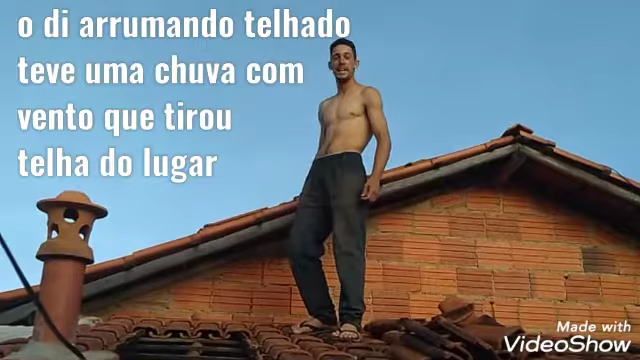 o di arrumando telhado
teve uma chuva com
vento que tirou
telha do lugar
Made with
VideoShow